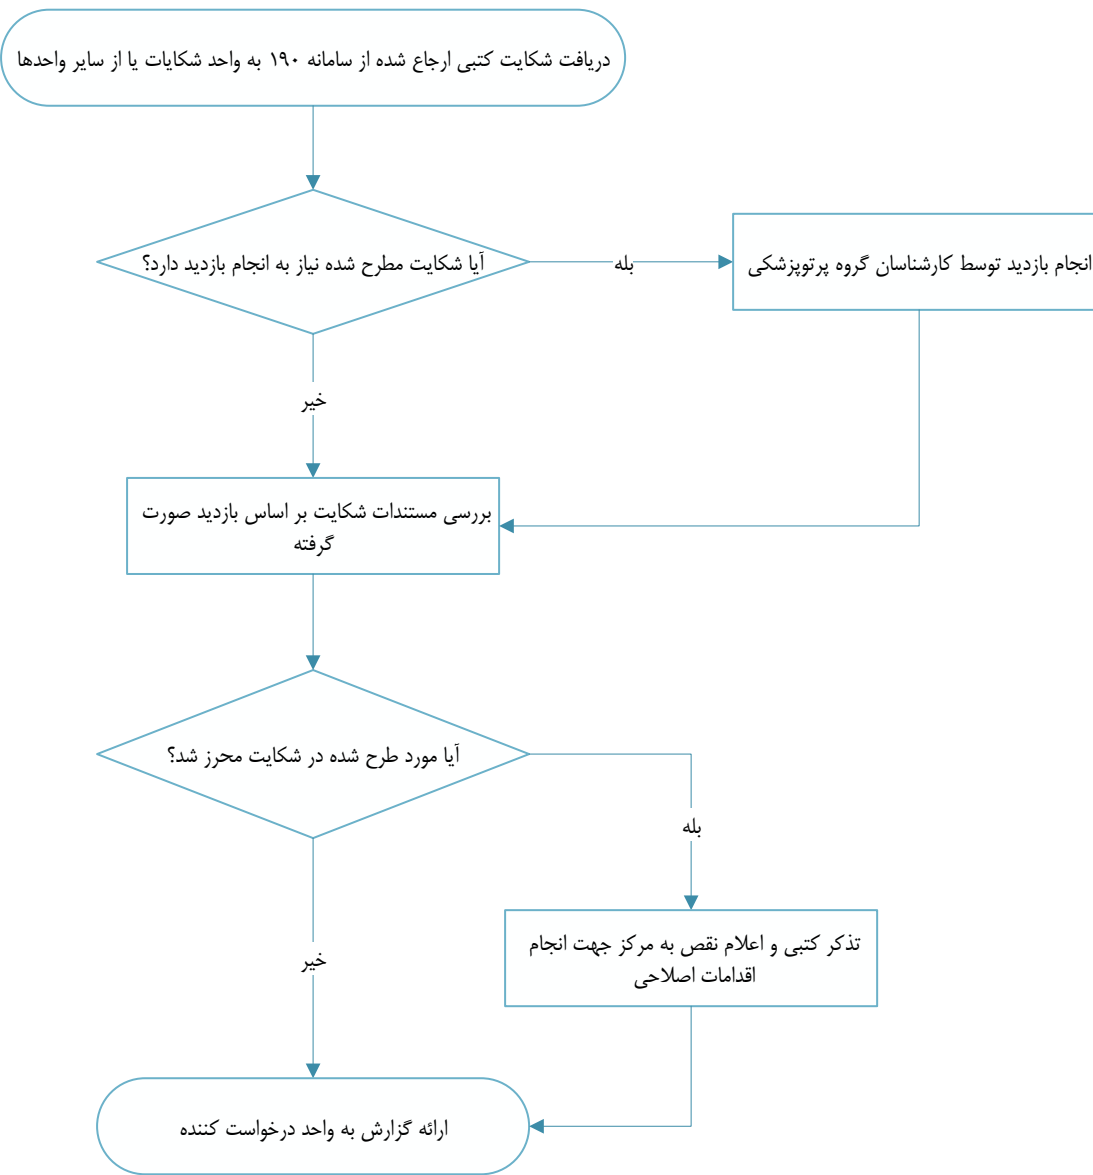 دریافت شکایت کتبی ارجاع شده از سامانه ۱۹۰ به واحد شکایات یا از سایر واحدها
آیا شکایت مطرح شده نیاز به انجام بازدید دارد؟
بله
انجام بازدید توسط کارشناسان گروه پرتوپزشکی
خیر
بررسی مستندات شکایت بر اساس بازدید صورت
گرفته
آیا مورد طرح شده در شکایت محرز شد؟
بله
تذکر کتبی و اعلام نقص به مرکز جهت انجام
اقدامات اصلاحی
خیر
ارائه گزارش به واحد درخواست کننده